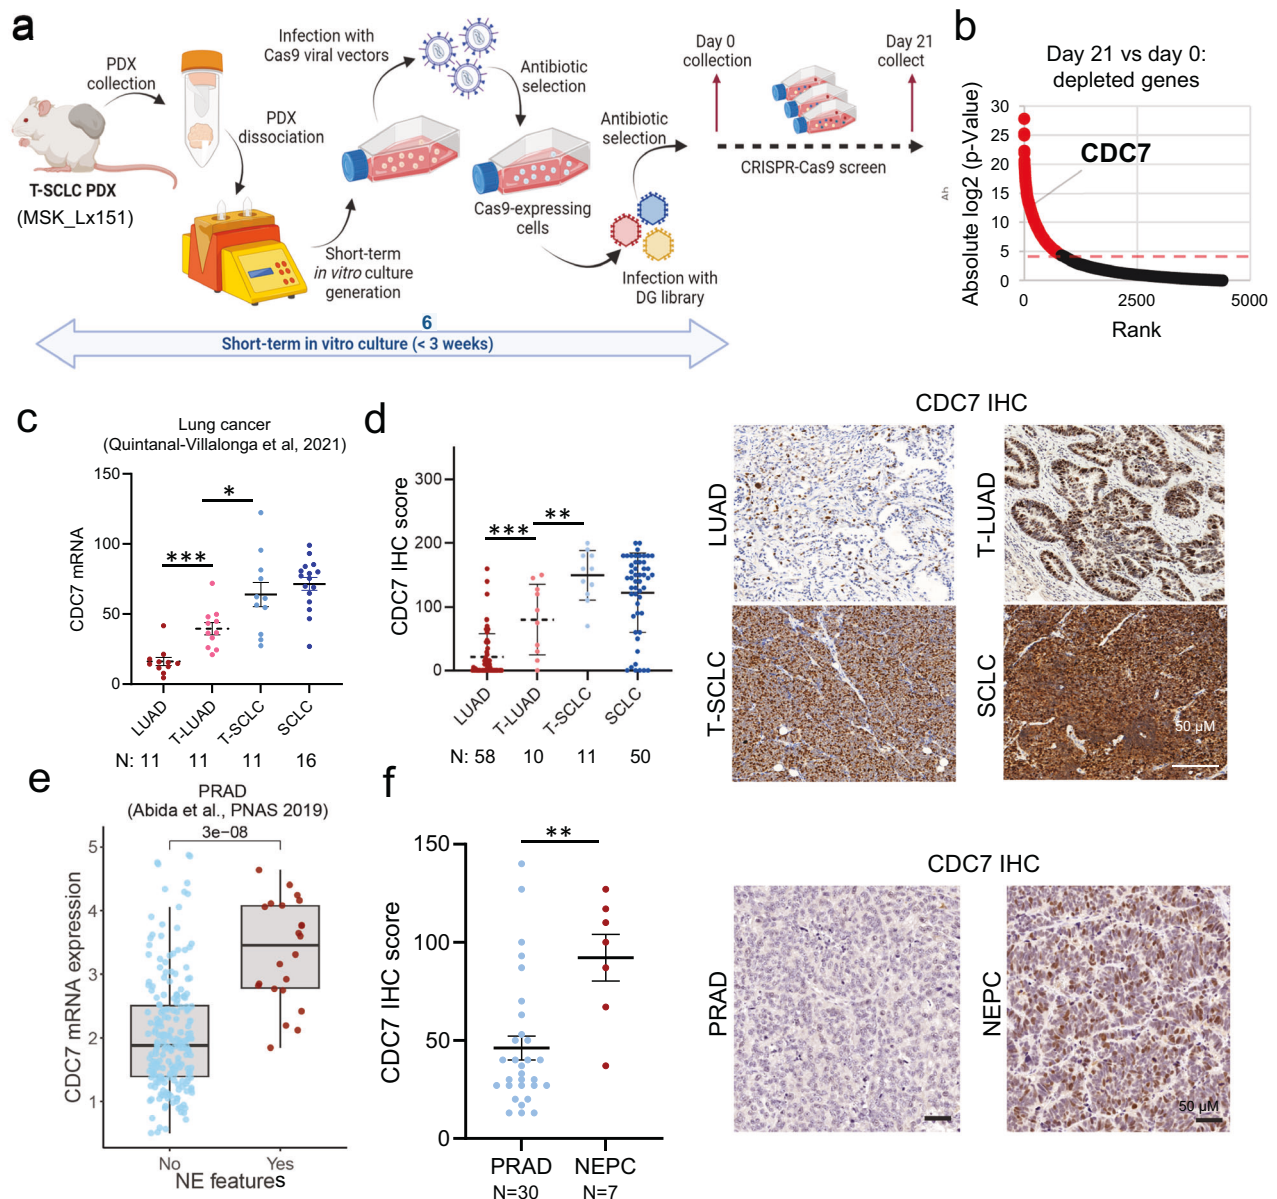 a
PDX
collection
T-SCLC PDX
(MSK_Lx151)
PDX
dissociation
Infection with
Cas9 viral vectors
Short-term
in vitro culture
generation
Antibiotic
selection
Cas9-expressing
cells
Antibiotic
selection
Infection with
DG library
Day 0
collection
Day 21
collect
CRISPR-Cas9 screen
6
Short-term in vitro culture (< 3 weeks)
b
Day 21 vs day 0:
depleted genes
Absolute log2 (p-Value)
30
25
20
15
10
5
0
CDC7
0 2500 5000
Rank
c
Lung cancer
(Quintanal-Villalonga et al, 2021)
CDC7 mRNA
150
100
50
0
***
*
LUAD T-LUAD T-SCLC SCLC
N: 11 11 11 16
d
CDC7 IHC score
300
200
100
0
***
**
LUAD T-LUAD T-SCLC SCLC
N: 58 10 11 50
CDC7 IHC
LUAD
T-LUAD
T-SCLC
SCLC
50 µM
e
PRAD
(Abida et al., PNAS 2019)
3e−08
CDC7 mRNA expression
5
4
3
2
1
No Yes
NE features
f
CDC7 IHC score
150
100
50
0
**
PRAD NEPC
N=30 N=7
CDC7 IHC
PRAD
NEPC
50 µM